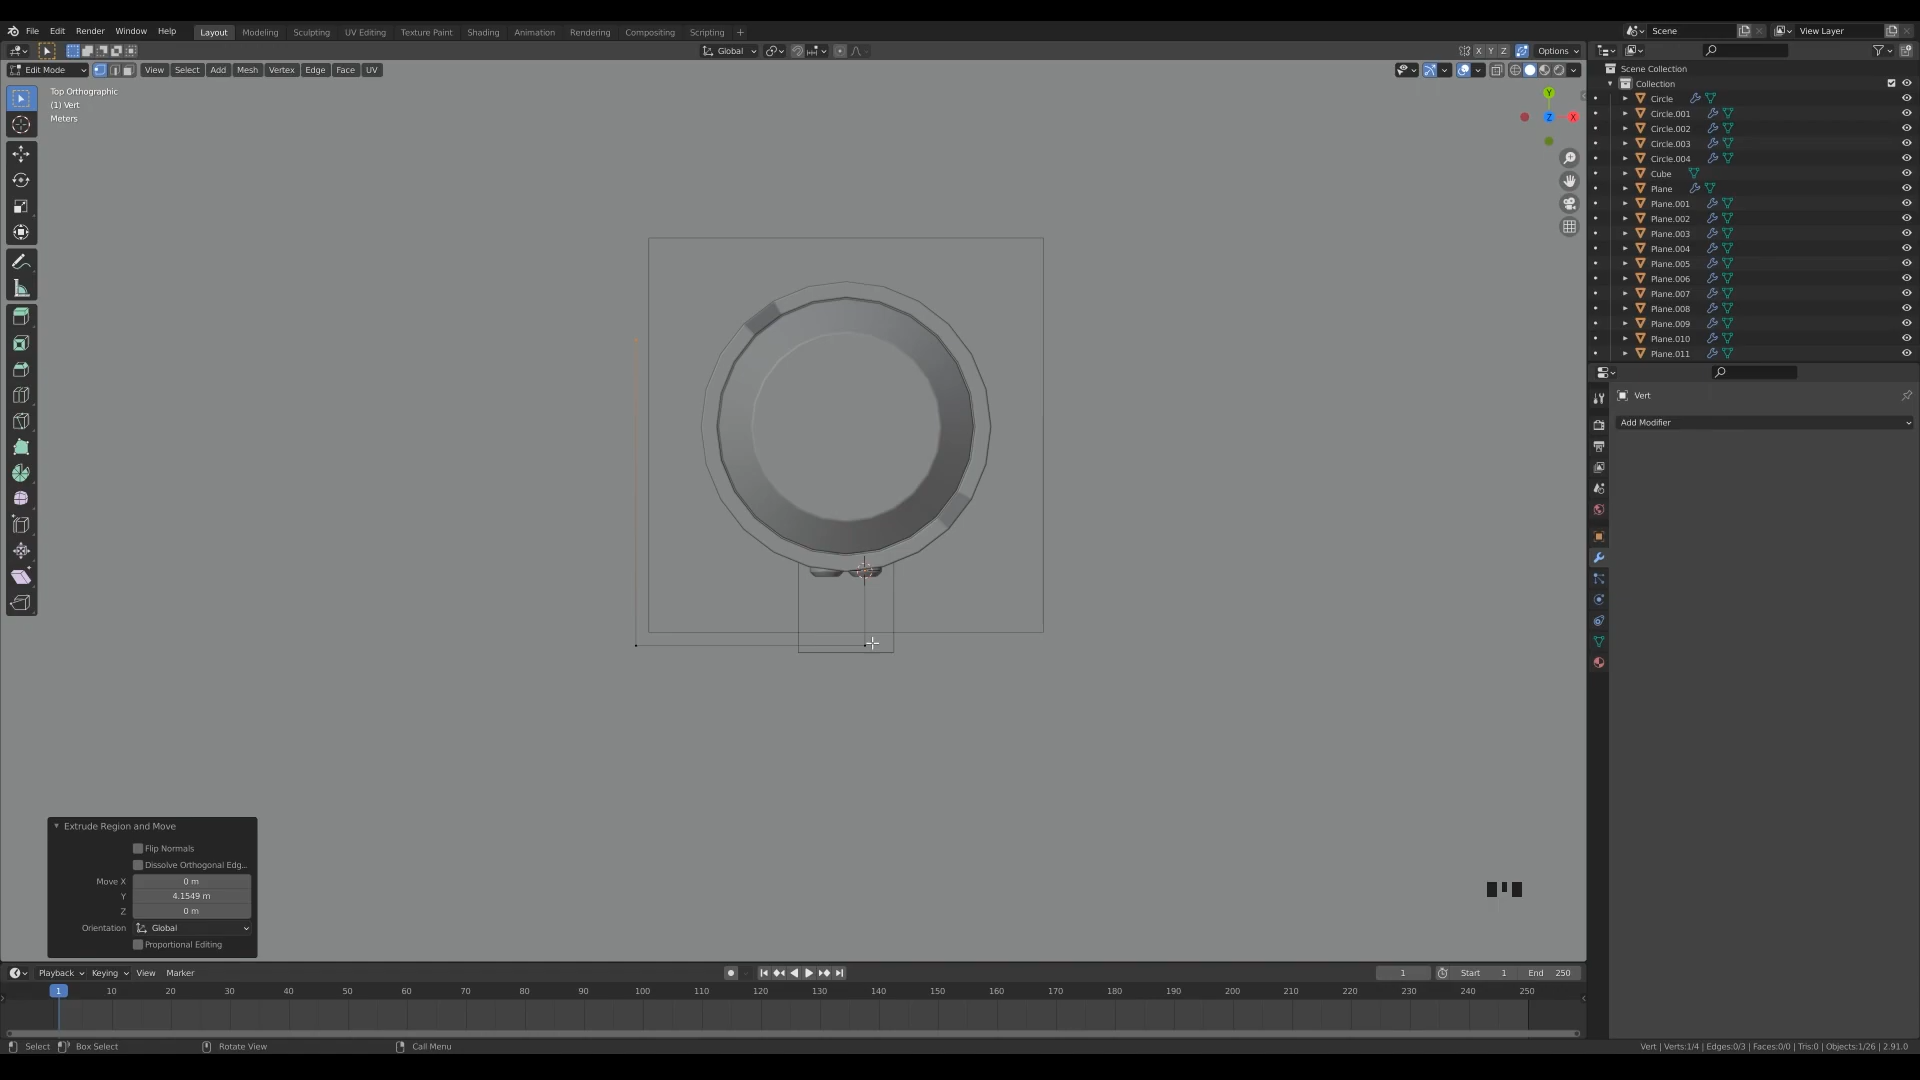 File Edit Render Window Help Layout Modeling Sculpting UV Editing Texture Paint Shading Animation Rendering Compositing Scripting + Scene View Layer
Global X Y Z Options
Edit Mode View Select Add Mesh Vertex Edge Face UV
Top Orthographic
(1) Vert
Meters
Y
Z
X
Scene Collection
Collection
Circle
Circle.001
Circle.002
Circle.003
Circle.004
Cube
Plane
Plane.001
Plane.002
Plane.003
Plane.004
Plane.005
Plane.006
Plane.007
Plane.008
Plane.009
Plane.010
Plane.011
Vert
Add Modifier
Extrude Region and Move
Flip Normals
Dissolve Orthogonal Edg...
Move X 0 m
Y 4.1549 m
Z 0 m
Orientation Global
Proportional Editing
Playback Keying View Marker 1 Start 1 End 250
1 10 20 30 40 50 60 70 80 90 100 110 120 130 140 150 160 170 180 190 200 210 220 230 240 250
Select Box Select Rotate View Call Menu Vert | Verts:1/4 | Edges:0/3 | Faces:0/0 | Tris:0 | Objects:1/26 | 2.91.0